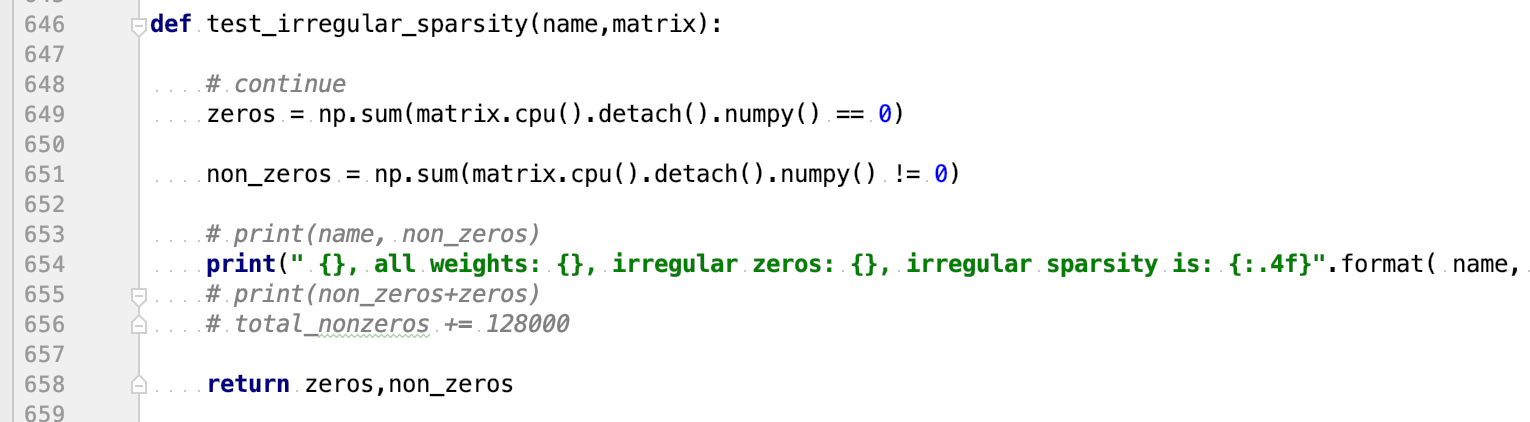 646 def test_irregular_sparsity(name,matrix):
647
648 # continue
649 zeros = np.sum(matrix.cpu().detach().numpy() == 0)
650
651 non_zeros = np.sum(matrix.cpu().detach().numpy() != 0)
652
653 # print(name, non_zeros)
654 print(" {}, all weights: {}, irregular zeros: {}, irregular sparsity is: {:.4f}".format( name,
655 # print(non_zeros+zeros)
656 # total_nonzeros += 128000
657
658 return zeros,non_zeros
659